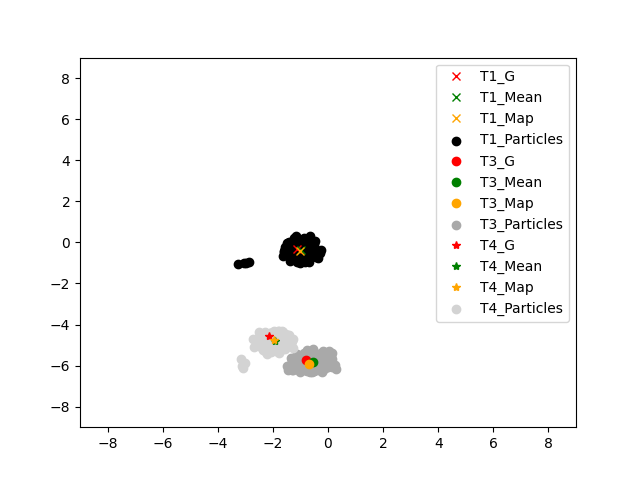 8
6
4
2
0
−2
−4
−6
−8
−8 −6 −4 −2 0 2 4 6 8
T1_G
T1_Mean
T1_Map
T1_Particles
T3_G
T3_Mean
T3_Map
T3_Particles
T4_G
T4_Mean
T4_Map
T4_Particles